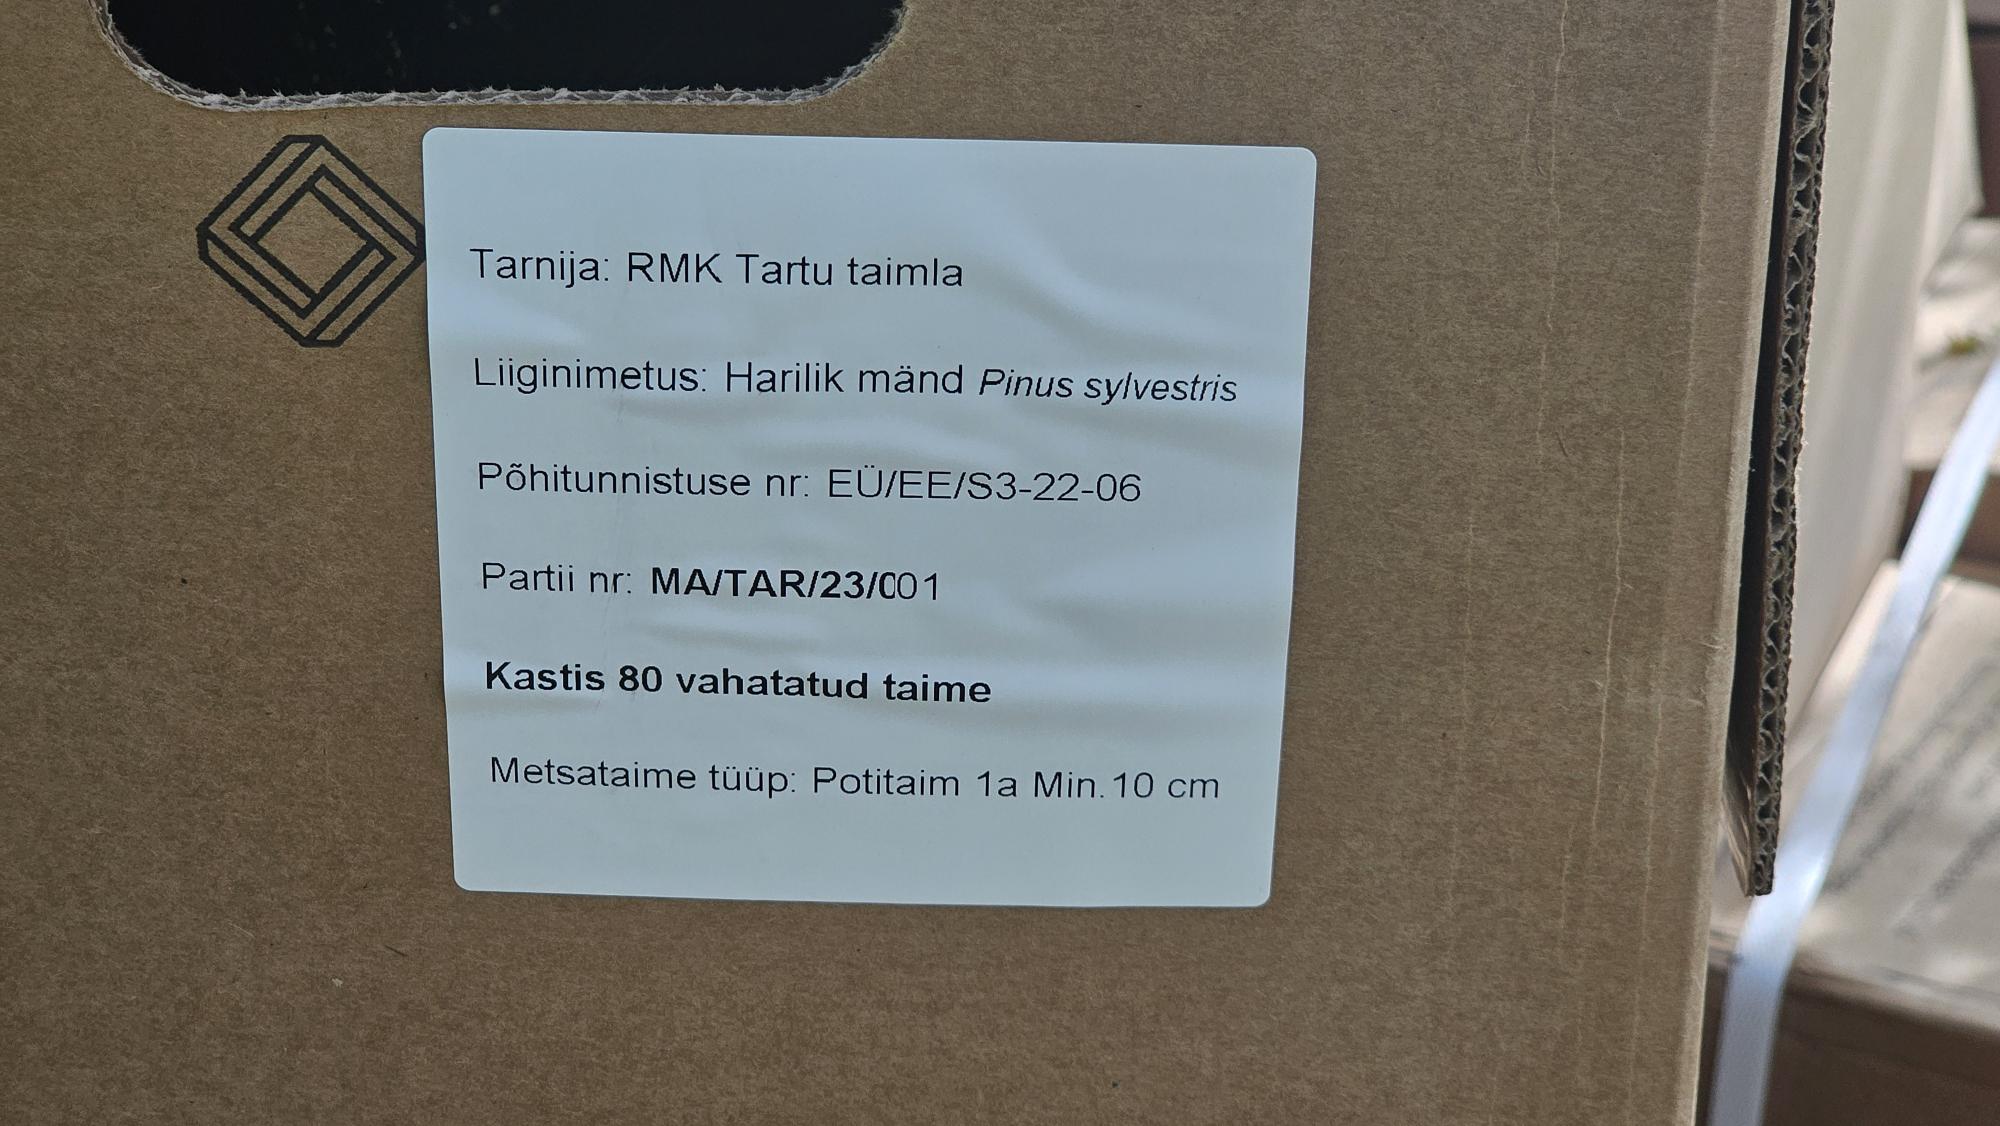 Tarnija: RMK Tartu taimla
Liiginimetus: Harilik mänd Pinus sylvestris
Põhitunnistuse nr: EÜ/EE/S3-22-06
Partii nr: MA/TAR/23/001
Kastis 80 vahatatud taime
Metsataime tüüp: Potitaim 1a Min.10 cm